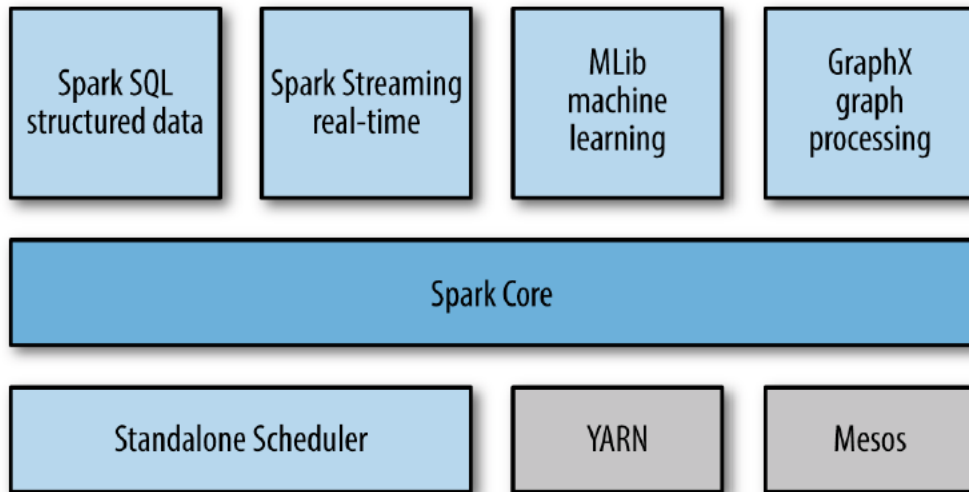 Spark SQL
structured data
Spark Streaming
real-time
MLib
machine
learning
GraphX
graph
processing
Spark Core
Standalone Scheduler
YARN
Mesos